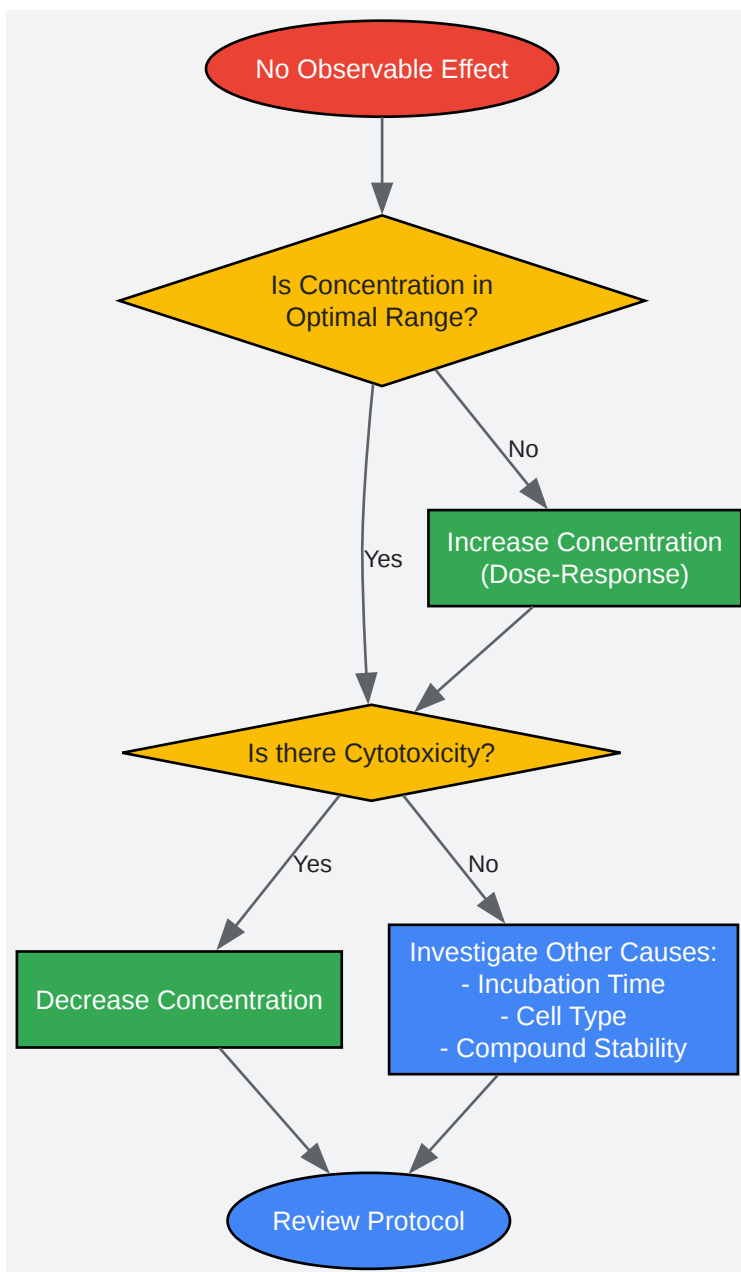 No Observable Effect
Is Concentration in
Optimal Range?
No
Increase Concentration
(Dose-Response)
Yes
Is there Cytotoxicity?
Yes
No
Decrease Concentration
Investigate Other Causes:
- Incubation Time
- Cell Type
- Compound Stability
Review Protocol